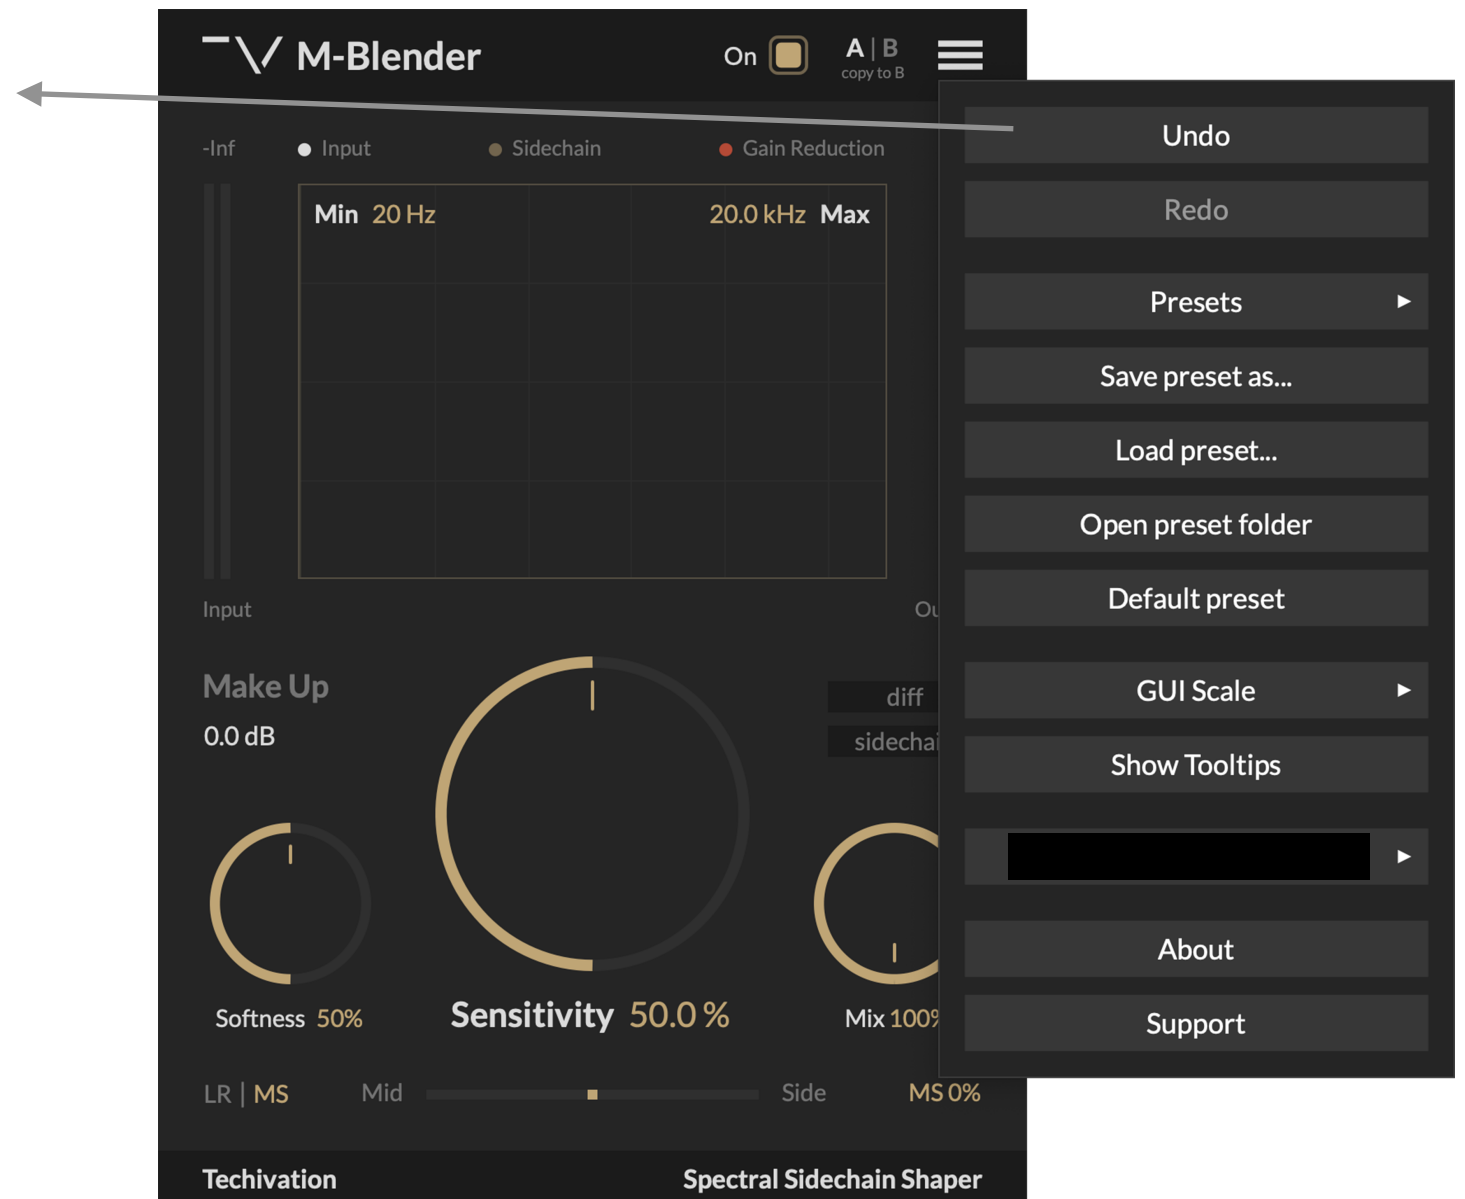 M-Blender
On
A | B
copy to B
-Inf
Input
Sidechain
Gain Reduction
Min 20 Hz
20.0 kHz Max
Input
Make Up
0.0 dB
diff
Softness 50%
Sensitivity 50.0 %
Mix 100%
LR | MS
Mid
Side
MS 0%
Techivation
Spectral Sidechain Shaper
Undo
Redo
Presets
Save preset as...
Load preset...
Open preset folder
Default preset
GUI Scale
Show Tooltips
About
Support